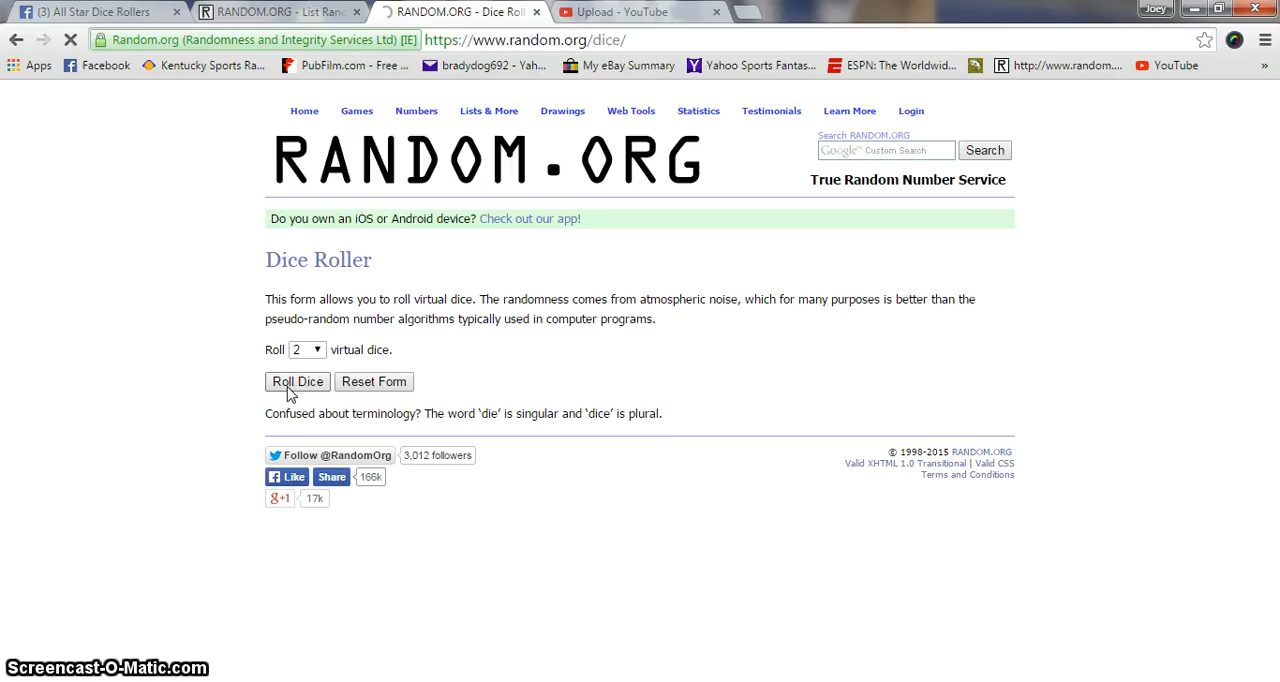 (3) All Star Dice Rollers
RANDOM.ORG - List Ran
RANDOM.ORG - Dice Roll
Upload - YouTube
Joey
Random.org (Randomness and Integrity Services Ltd) [IE]
https://www.random.org/dice/
Apps
Facebook
Kentucky Sports Ra...
PubFilm.com - Free ...
bradydog692 - Yah...
My eBay Summary
Yahoo Sports Fantas...
ESPN: The Worldwid...
http://www.random....
YouTube
»
Home Games Numbers Lists & More Drawings Web Tools Statistics Testimonials Learn More Login
RANDOM.ORG
Search RANDOM.ORG
Google™ Custom Search
Search
True Random Number Service
Do you own an iOS or Android device? Check out our app!
Dice Roller
This form allows you to roll virtual dice. The randomness comes from atmospheric noise, which for many purposes is better than the
pseudo-random number algorithms typically used in computer programs.
Roll 2 virtual dice.
Roll Dice
Reset Form
Confused about terminology? The word ‘die’ is singular and ‘dice’ is plural.
Follow @RandomOrg
3,012 followers
Like
Share
166k
g+1
17k
© 1998-2015 RANDOM.ORG
Valid XHTML 1.0 Transitional | Valid CSS
Terms and Conditions
Screencast-O-Matic.com